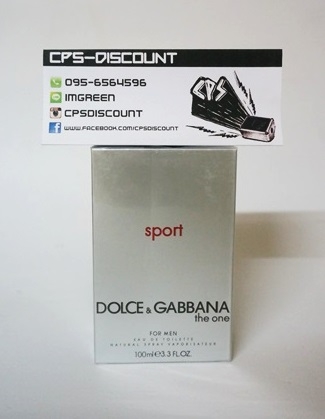 CPS-DISCOUNT
095-6564596
IMGREEN
CPSDISCOUNT
WWW.FACEBOOK.COM/CPSDISCOUNT
CPS
sport
DOLCE & GABBANA
the one
FOR MEN
EAU DE TOILETTE
NATURAL SPRAY VAPORISATEUR
100ml℮3.3 FL.OZ.